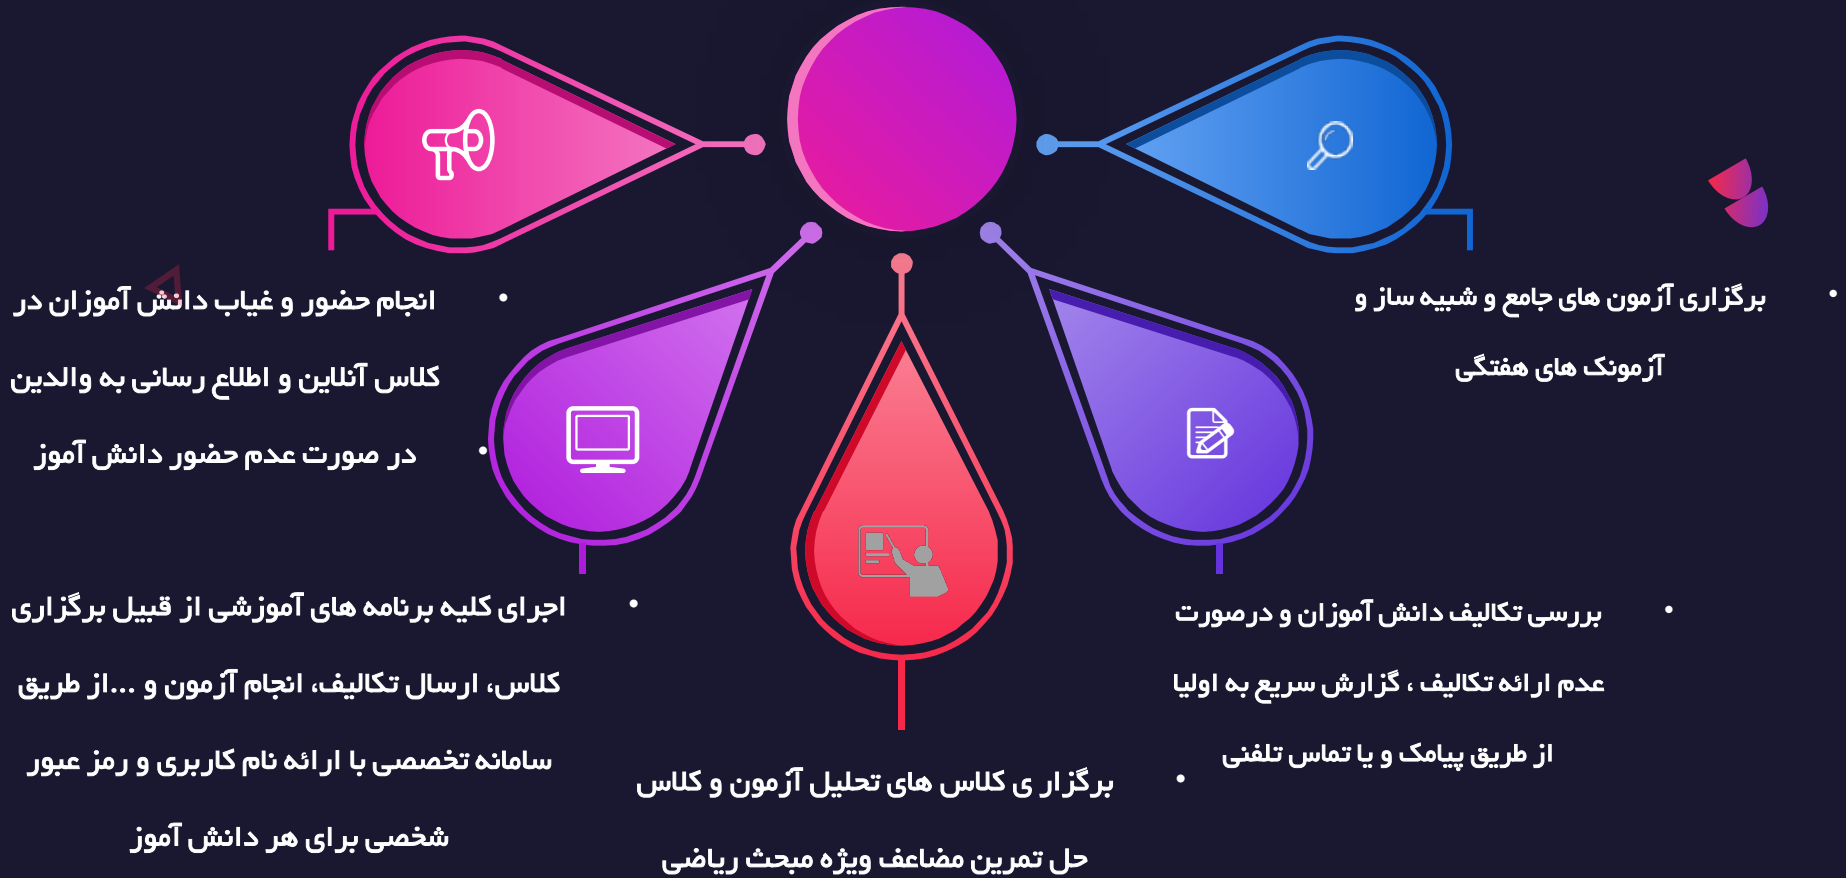 • برگزاری آزمون های جامع و شبیه ساز و
آزمونک های هفتگی
• بررسی تکالیف دانش آموزان و درصورت
عدم ارائه تکالیف ، گزارش سریع به اولیا
از طریق پیامک و یا تماس تلفنی
• برگزار ی کلاس های تحلیل آزمون و کلاس
حل تمرین مضاعف ویژه مبحث ریاضی
• انجام حضور و غیاب دانش آموزان در
کلاس آنلاین و اطلاع رسانی به والدین
• در صورت عدم حضور دانش آموز
• اجرای کلیه برنامه های آموزشی از قبیل برگزاری
کلاس، ارسال تکالیف، انجام آزمون و ...از طریق
سامانه تخصصی با ارائه نام کاربری و رمز عبور
شخصی برای هر دانش آموز